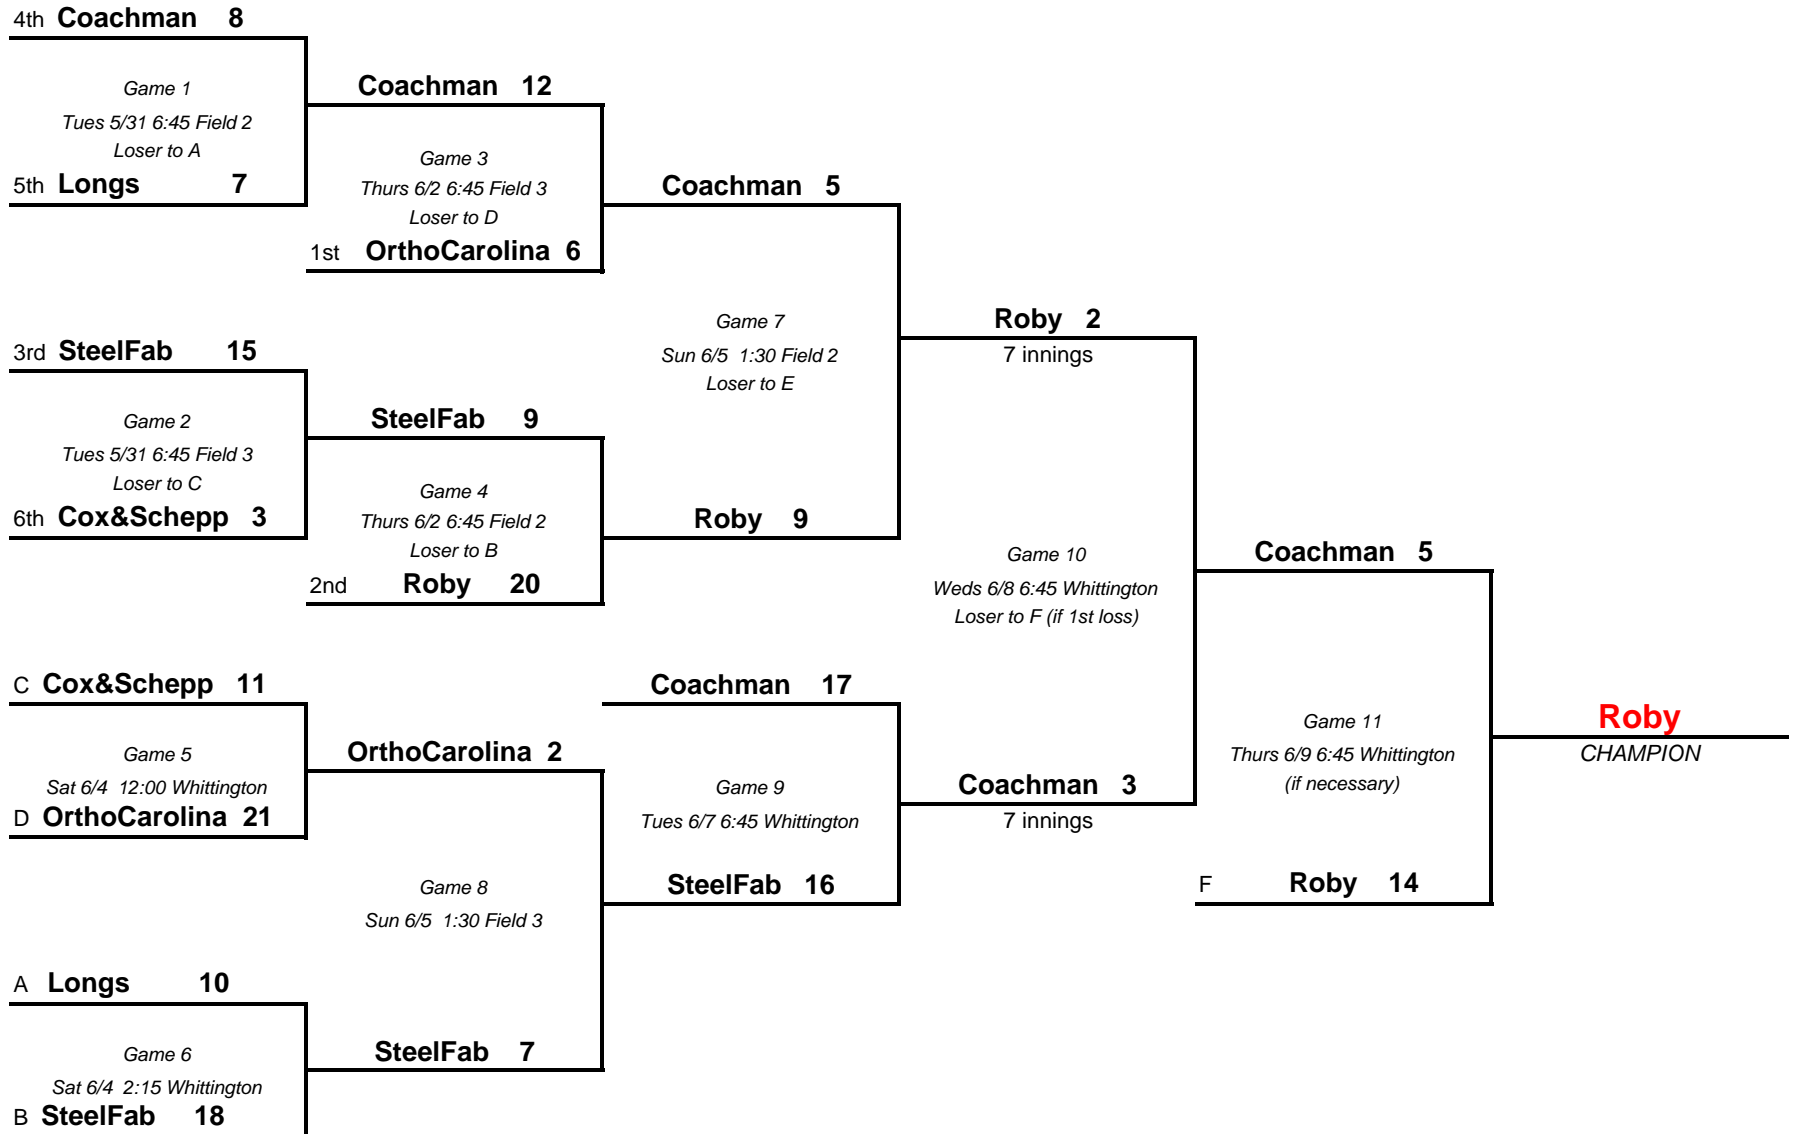 4th Coachman 8
Game 1
Tues 5/31 6:45 Field 2
Loser to A
5th Longs 7
Coachman 12
Game 3
Thurs 6/2 6:45 Field 3
Loser to D
1st OrthoCarolina 6
3rd SteelFab 15
Game 2
Tues 5/31 6:45 Field 3
Loser to C
6th Cox&Schepp 3
SteelFab 9
Game 4
Thurs 6/2 6:45 Field 2
Loser to B
2nd Roby 20
Coachman 5
Game 7
Sun 6/5 1:30 Field 2
Loser to E
Roby 9
C Cox&Schepp 11
Game 5
Sat 6/4 12:00 Whittington
D OrthoCarolina 21
A Longs 10
Game 6
Sat 6/4 2:15 Whittington
B SteelFab 18
OrthoCarolina 2
Game 8
Sun 6/5 1:30 Field 3
SteelFab 7
Coachman 17
Game 9
Tues 6/7 6:45 Whittington
SteelFab 16
Roby 2
7 innings
Game 10
Weds 6/8 6:45 Whittington
Loser to F (if 1st loss)
Coachman 3
7 innings
Coachman 5
Game 11
Thurs 6/9 6:45 Whittington
(if necessary)
F Roby 14
Roby
CHAMPION